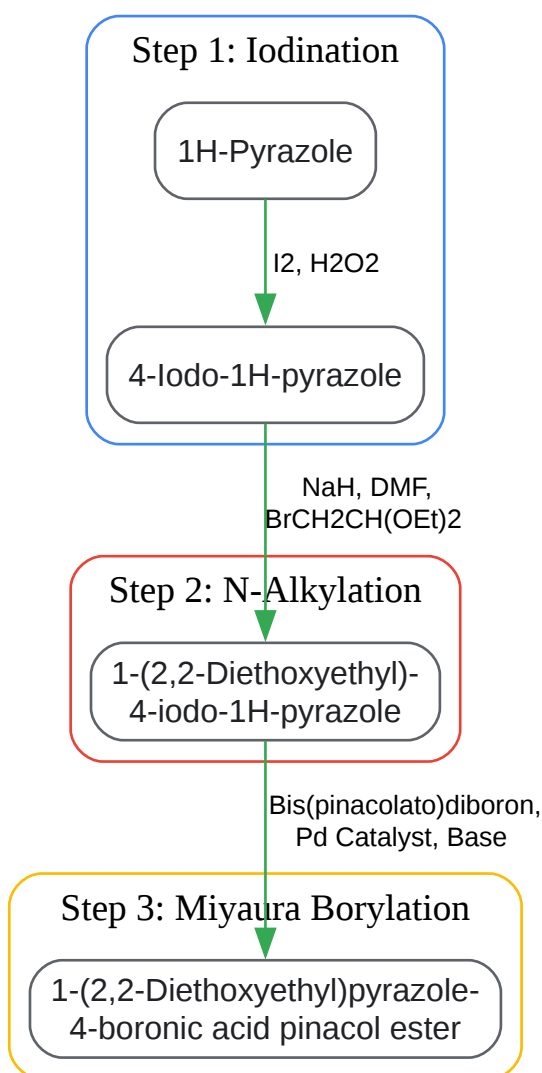 Step 1: Iodination
1H-Pyrazole
I2, H2O2
4-Iodo-1H-pyrazole
NaH, DMF,
BrCH2CH(OEt)2
Step 2: N-Alkylation
1-(2,2-Diethoxyethyl)-
4-iodo-1H-pyrazole
Bis(pinacolato)diboron,
Pd Catalyst, Base
Step 3: Miyaura Borylation
1-(2,2-Diethoxyethyl)pyrazole-
4-boronic acid pinacol ester